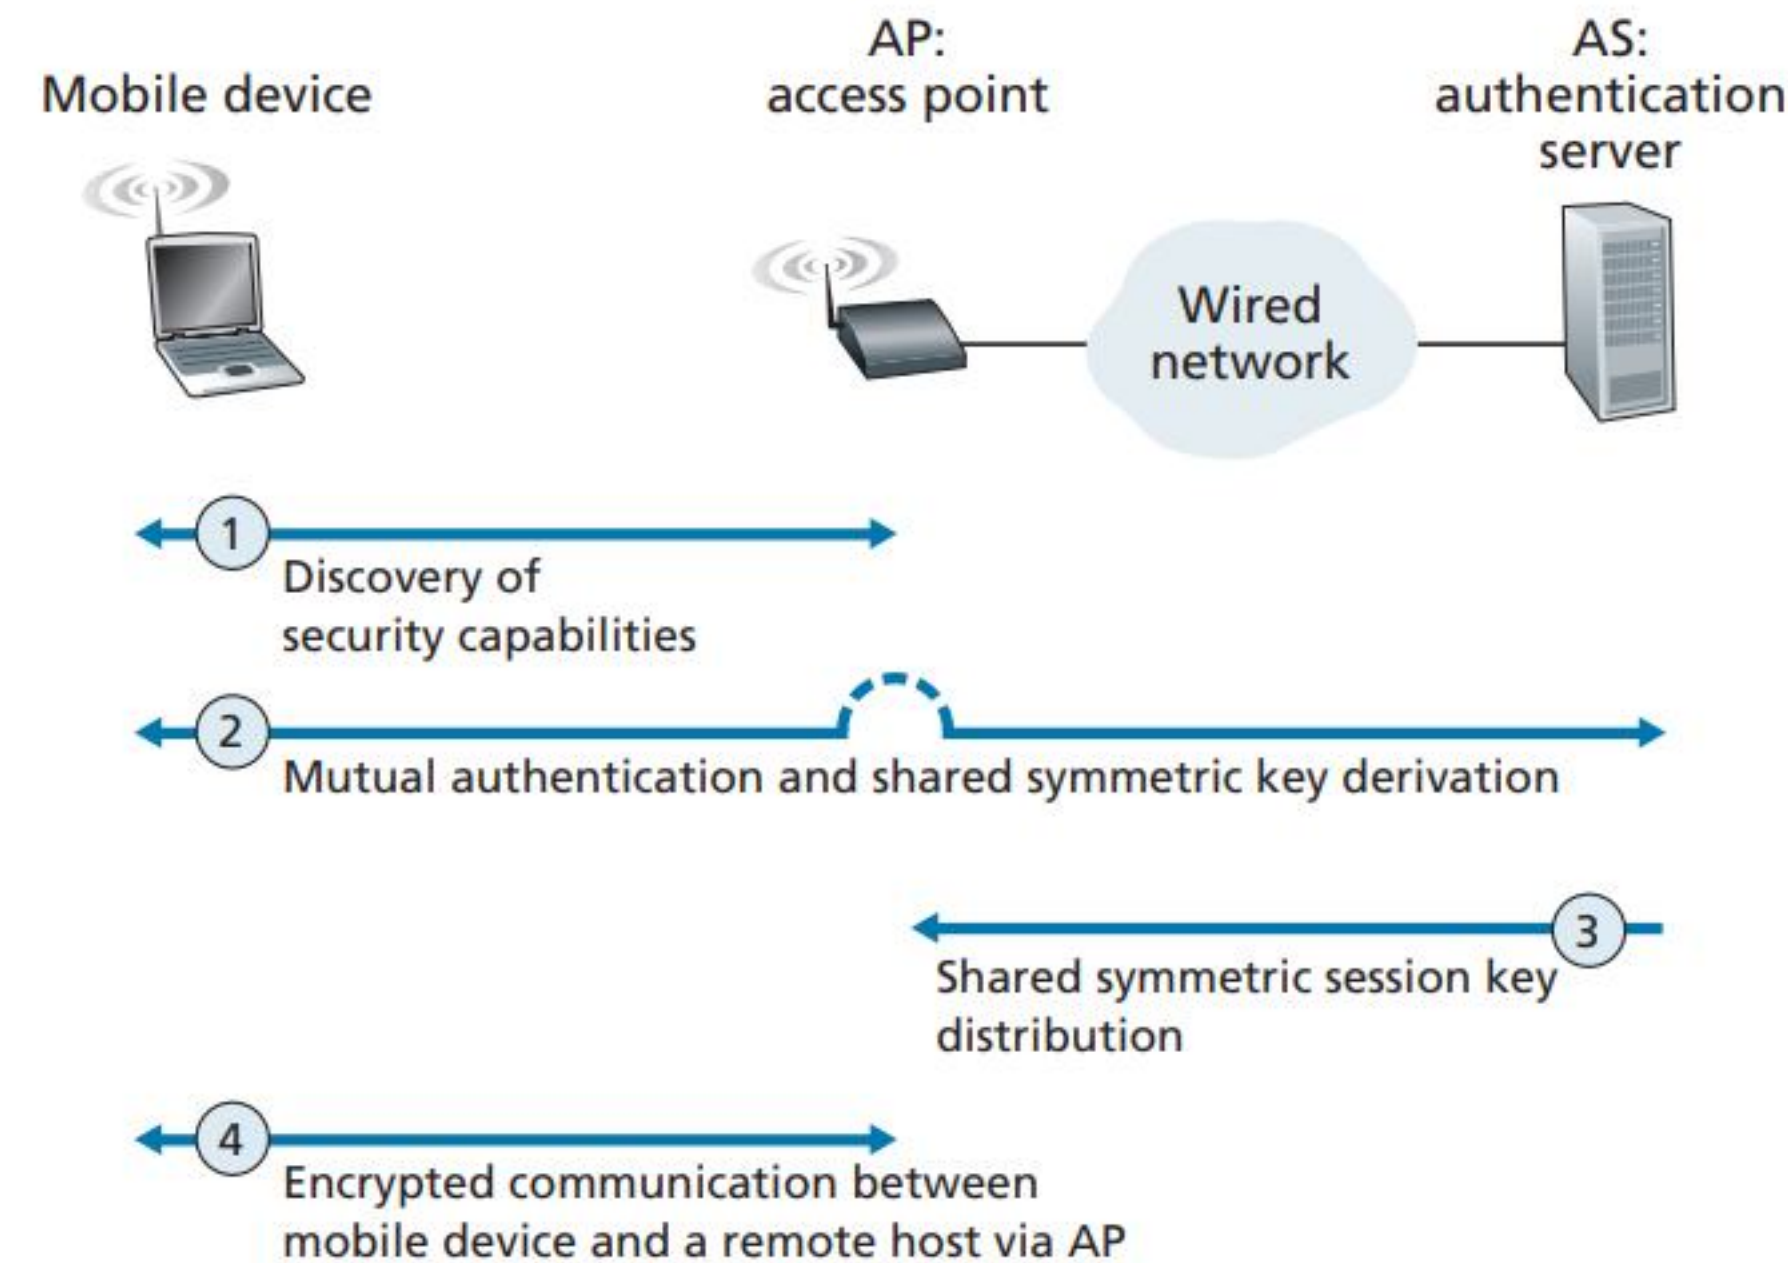 Mobile device
AP:
access point
AS:
authentication
server
Wired
network
1
Discovery of
security capabilities
2
Mutual authentication and shared symmetric key derivation
3
Shared symmetric session key
distribution
4
Encrypted communication between
mobile device and a remote host via AP